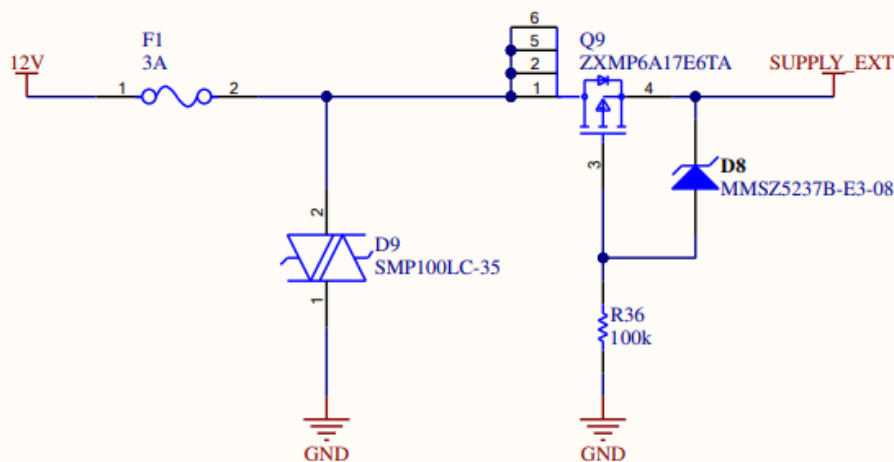 F1
3A
12V
1
2
6
5
2
1
Q9
ZXMP6A17E6TA
4
3
SUPPLY_EXT
D8
MMSZ5237B-E3-08
2
D9
SMP100LC-35
1
R36
100k
GND
GND